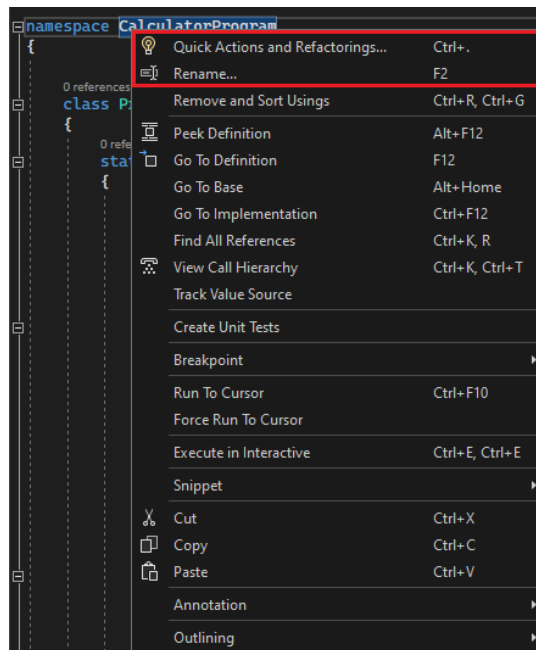 namespace CalculatorProgram
{
Quick Actions and Refactorings... Ctrl+.
Rename... F2
0 references
class
Remove and Sort Usings Ctrl+R, Ctrl+G
{
Peek Definition Alt+F12
0
Go To Definition F12
{
Go To Base Alt+Home
Go To Implementation Ctrl+F12
Find All References Ctrl+K, R
View Call Hierarchy Ctrl+K, Ctrl+T
Track Value Source
Create Unit Tests
Breakpoint
Run To Cursor Ctrl+F10
Force Run To Cursor
Execute in Interactive Ctrl+E, Ctrl+E
Snippet
Cut Ctrl+X
Copy Ctrl+C
Paste Ctrl+V
Annotation
Outlining